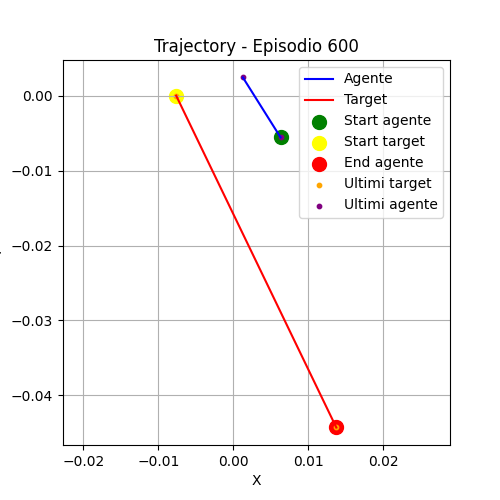 Trajectory - Episodio 600
Agente
Target
Start agente
Start target
End agente
Ultimi target
Ultimi agente
0.00
−0.01
−0.02
−0.03
−0.04
−0.02
−0.01
0.00
0.01
0.02
X